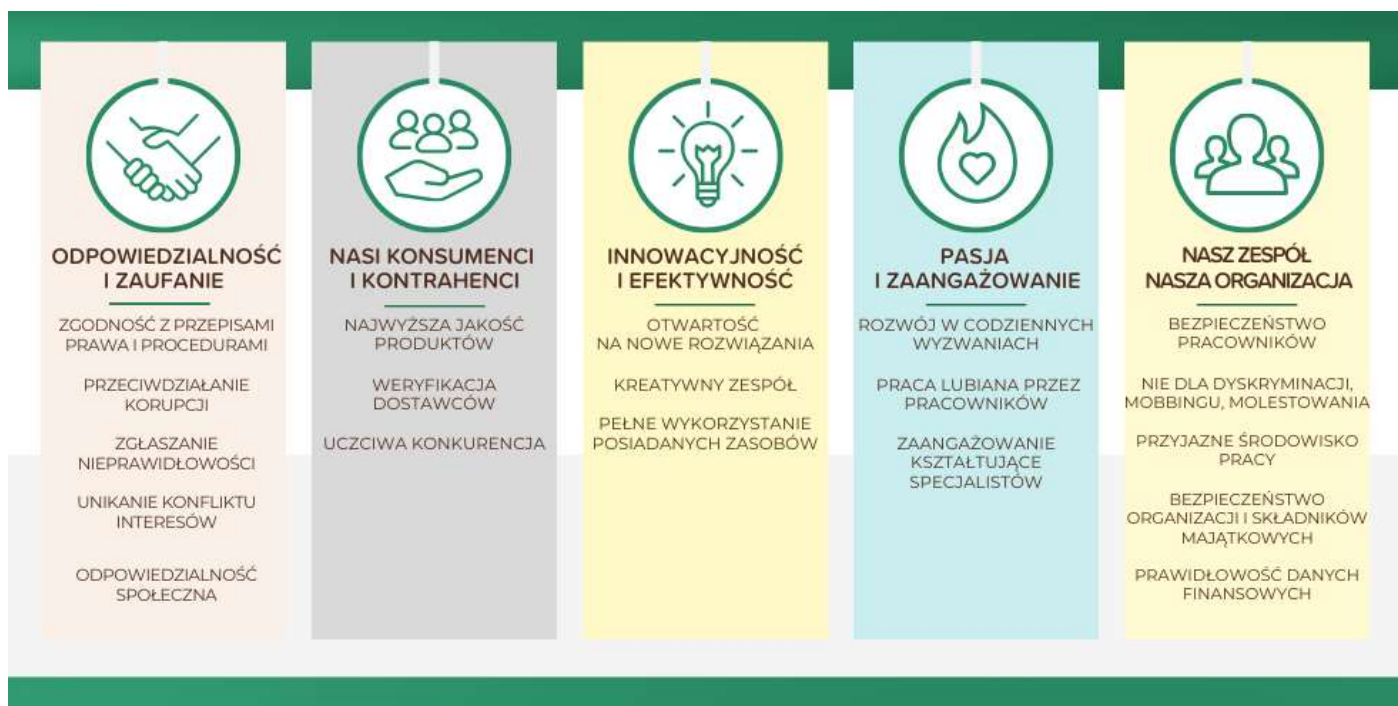 ODPOWIEDZIALNOŚĆ
I ZAUFANIE
ZGODNOŚĆ Z PRZEPISAMI
PRAWA I PROCEDURAMI
PRZECIWDZIAŁANIE
KORUPCJI
ZGŁASZANIE
NIEPRAWIDŁOWOŚCI
UNIKANIE KONFLIKTU
INTERESÓW
ODPOWIEDZIALNOŚĆ
SPOŁECZNA
NASI KONSUMENCI
I KONTRAHENCI
NAJWYŻSZA JAKOŚĆ
PRODUKTÓW
WERYFIKACJA
DOSTAWCÓW
UCZCIWA KONKURENCJA
INNOWACYJNOŚĆ
I EFEKTYWNOŚĆ
OTWARTOŚĆ
NA NOWE ROZWIĄZANIA
KREATYWNY ZESPÓŁ
PEŁNE WYKORZYSTANIE
POSIADANYCH ZASOBÓW
PASJA
I ZAANGAŻOWANIE
ROZWÓJ W CODZIENNYCH
WYZWANIACH
PRACA LUBIANA PRZEZ
PRACOWNIKÓW
ZAANGAŻOWANIE
KSZTAŁTUJĄCE
SPECJALISTÓW
NASZ ZESPÓŁ
NASZA ORGANIZACJA
BEZPIECZEŃSTWO
PRACOWNIKÓW
NIE DLA DYSKRYMINACJI,
MOBBINGU, MOLESTOWANIA
PRZYJAZNE ŚRODOWISKO
PRACY
BEZPIECZEŃSTWO
ORGANIZACJI I SKŁADNIKÓW
MAJĄTKOWYCH
PRAWIDŁOWOŚĆ DANYCH
FINANSOWYCH